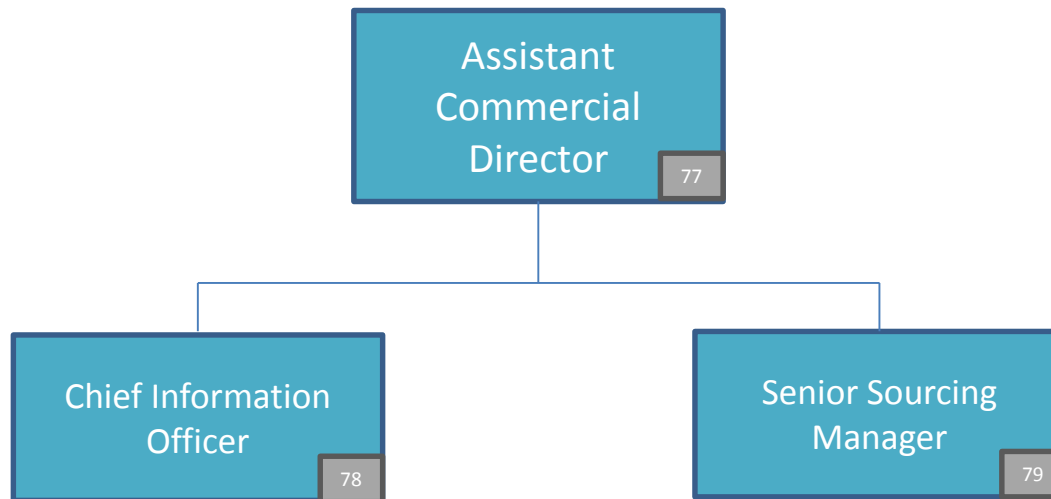 Assistant
Commercial
Director
77
Chief Information
Officer
78
Senior Sourcing
Manager
79